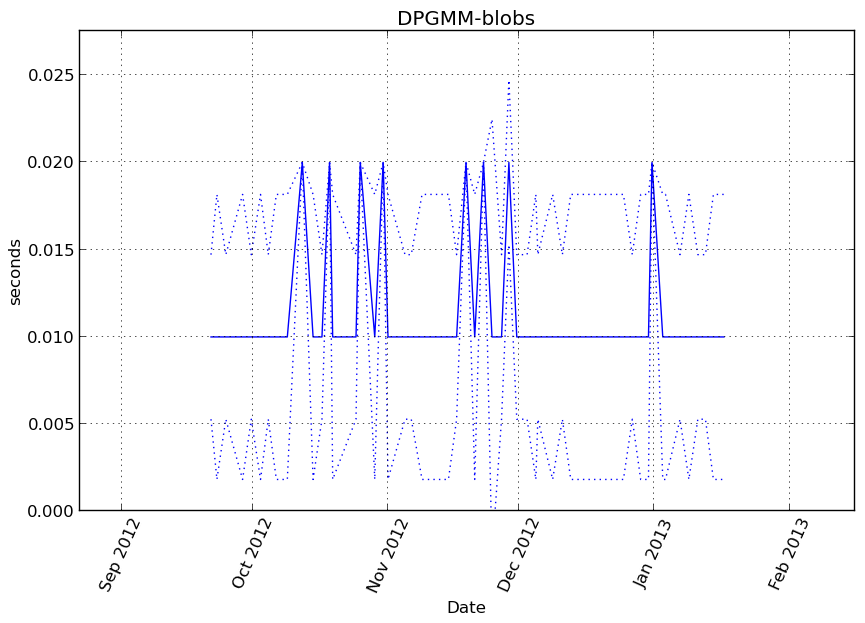 DPGMM-blobs
0.025
0.020
0.015
0.010
0.005
0.000
seconds
Sep 2012
Oct 2012
Nov 2012
Dec 2012
Jan 2013
Feb 2013
Date